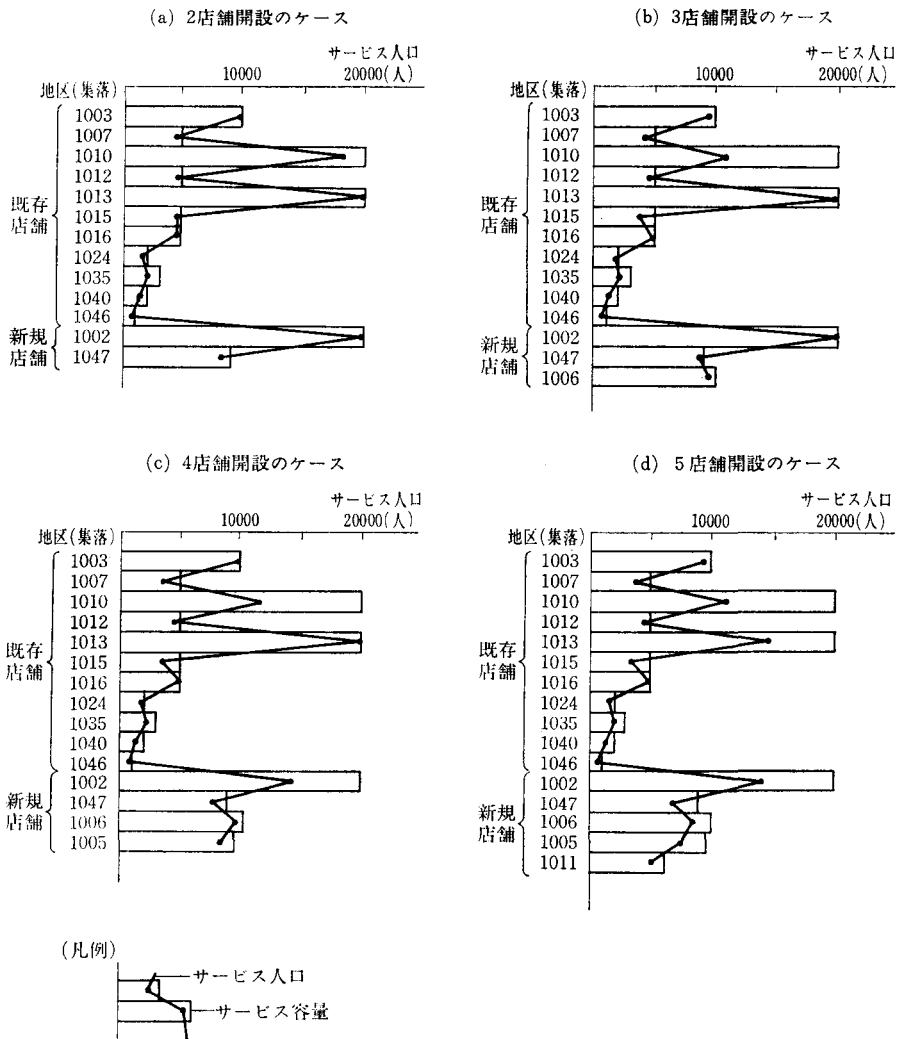 (a) 2店舗開設のケース
サービス人口
10000 20000(人)
地区(集落)
既存店舗
1003
1007
1010
1012
1013
1015
1016
1024
1035
1040
1046
新規店舗
1002
1047
(b) 3店舗開設のケース
サービス人口
10000 20000(人)
地区(集落)
既存店舗
1003
1007
1010
1012
1013
1015
1016
1024
1035
1040
1046
新規店舗
1002
1047
1006
(c) 4店舗開設のケース
サービス人口
10000 20000(人)
地区(集落)
既存店舗
1003
1007
1010
1012
1013
1015
1016
1024
1035
1040
1046
新規店舗
1002
1047
1006
1005
(d) 5店舗開設のケース
サービス人口
10000 20000(人)
地区(集落)
既存店舗
1003
1007
1010
1012
1013
1015
1016
1024
1035
1040
1046
新規店舗
1002
1047
1006
1005
1011
(凡例)
サービス人口
サービス容量